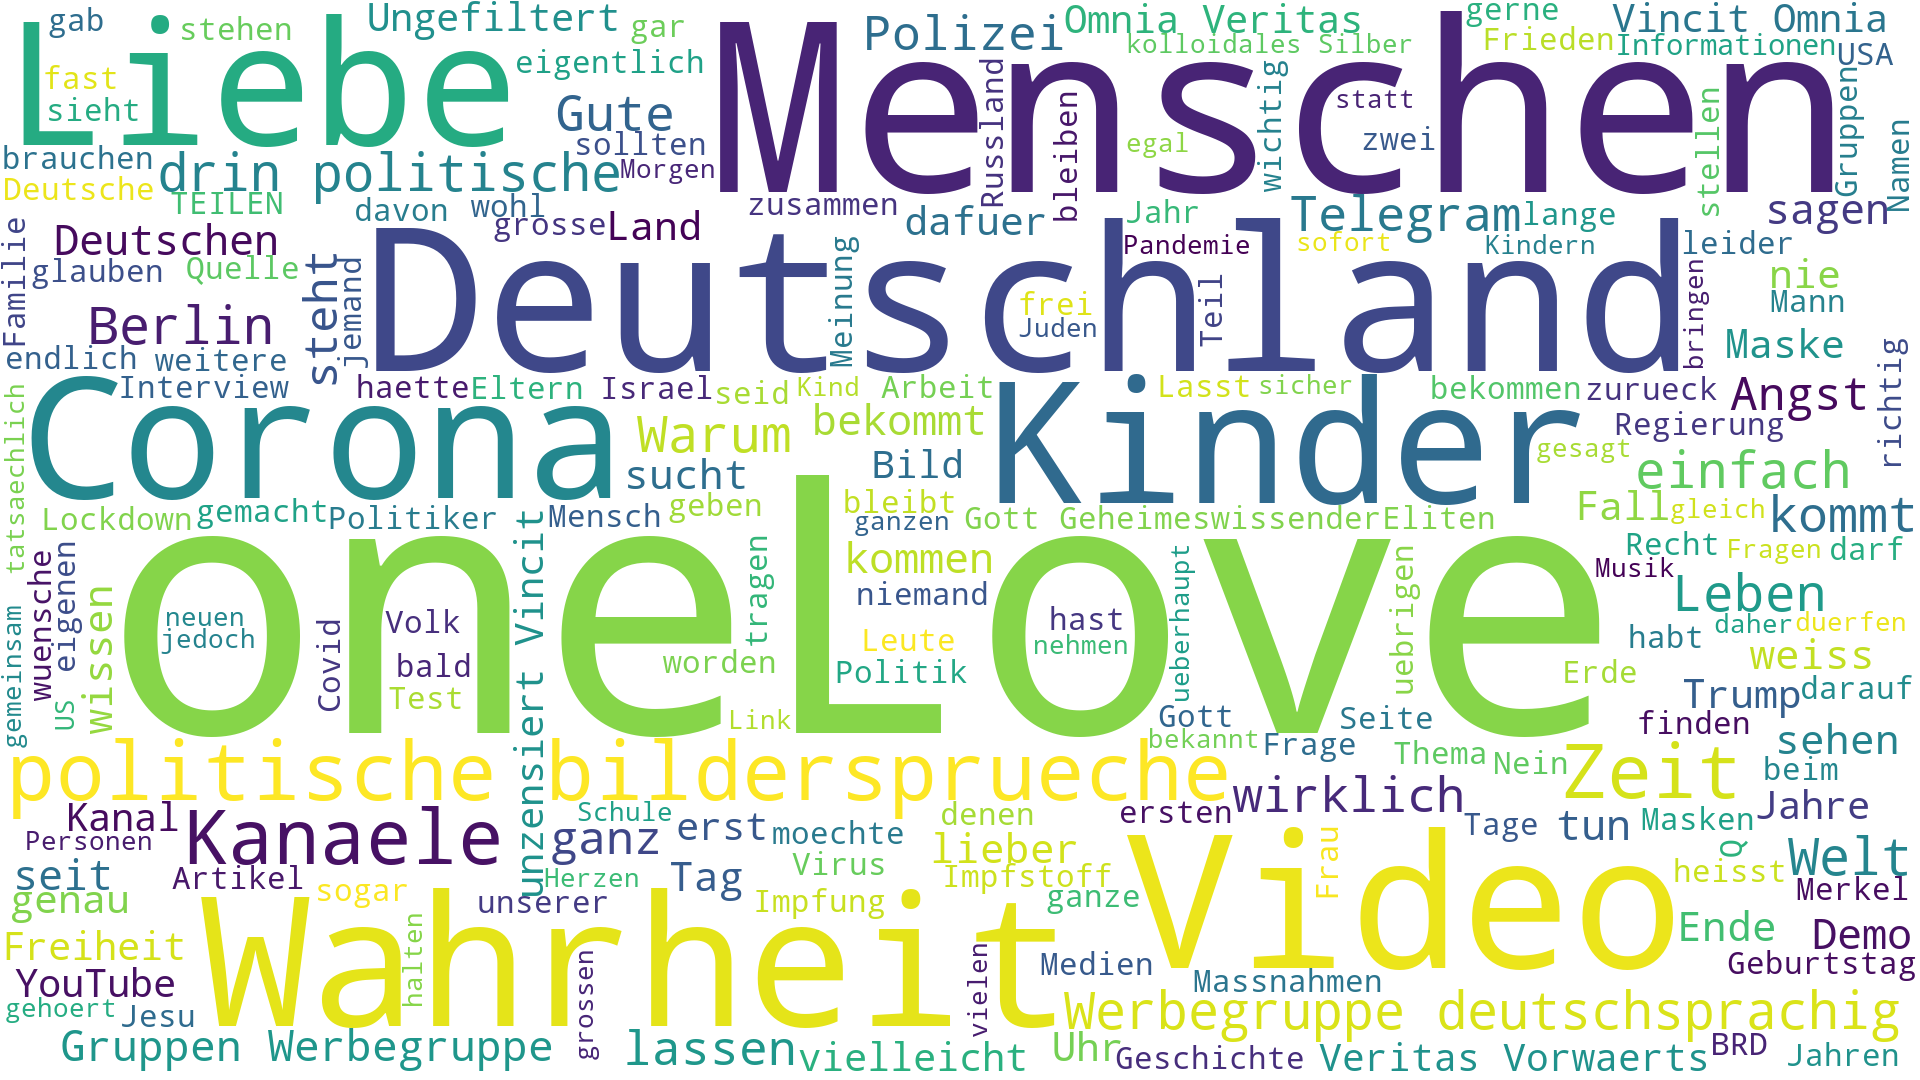 gab
stehen
Ungefiltert
gar
Polizei
Omnia Veritas
gerne
Vincit Omnia
Liebe
Menschen
kolloidales Silber
Frieden
Informationen
USA
fast
eigentlich
sieht
Gute
Russland
bleiben
wichtig
statt
stellen
Gruppen
Namen
sollten
egal
zwei
brauchen
drin
politische
Morgen
Deutsche
TEILEN
davon
wohl
zusammen
dafuer
Jahr
Telegram
lange
sagen
grosse
Land
Deutschen
Familie
glauben
Quelle
steht
jemand
Deutschland
Meinung
Pandemie
sofort
Kindern
leider
bringen
nie
Mann
Berlin
frei
Juden
Teil
Maske
richtig
endlich
weitere
tatsaechlich
Interview
haette
Eltern
Israel
seid
Kind
Arbeit
Lasst
sicher
bekommen
zurueck
Angst
Corona
Kinder
Warum
bekommt
Regierung
gesagt
sucht
Bild
einfach
Lockdown
gemacht
Politiker
Mensch
geben
bleibt
ganzen
Gott GeheimeswissenderEliten
Fall
gleich
kommt
unzensiert Vincit
oneLove
kommen
Recht
Fragen
darf
Musik
gemeinsam
wuensche
eigenen
wissen
neuen
jedoch
Covid
Volk
bald
Test
tragen
niemand
hast
nehmen
ueberhaupt
uebrigen
Leben
Leute
worden
Politik
habt
daher
duerfen
weiss
Erde
Trump
darauf
US
Link
Gott
Seite
finden
bekannt
Frage
Thema
Nein
sehen
politische bildersprueche
Zeit
beim
wirklich
Kanal
Kanaele
Schule
ganz
erst
moechte
denen
ersten
Tage
tun
Masken
Jahre
Personen
lieber
Video
Frau
Q
Welt
seit
Artikel
sogar
Herzen
Tag
Virus
Impfstoff
heisst
Merkel
genau
unserer
Impfung
ganze
Wahrheit
Ende
Demo
Freiheit
halten
Medien
Geburtstag
YouTube
Massnahmen
gehoert
Jesu
grossen
vielen
Werbegruppe deutschsprachig
Gruppen Werbegruppe
lassen
vielleicht
Uhr
Geschichte
Veritas Vorwaerts
BRD
Jahren